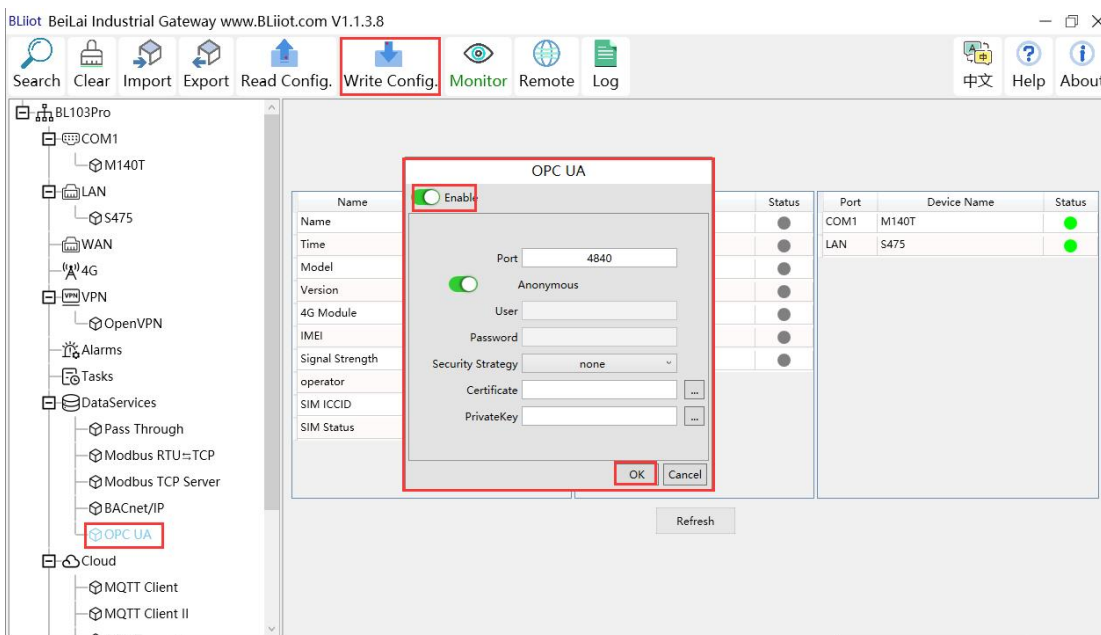 BLiiot BeiLai Industrial Gateway www.BLiiot.com V1.1.3.8
Search Clear Import Export Read Config. Write Config. Monitor Remote Log 中文 Help About
BL103Pro
COM1
M140T
LAN
S475
WAN
4G
VPN VPN
OpenVPN
Alarms
Tasks
DataServices
Pass Through
Modbus RTU⇆TCP
Modbus TCP Server
BACnet/IP
OPC UA
Cloud
MQTT Client
MQTT Client II
Name
Name
Time
Model
Version
4G Module
IMEI
Signal Strength
operator
SIM ICCID
SIM Status
OPC UA
Enable
Port 4840
Anonymous
User
Password
Security Strategy none
Certificate ...
PrivateKey ...
OK Cancel
Status
Port Device Name Status
COM1 M140T
LAN S475
Refresh